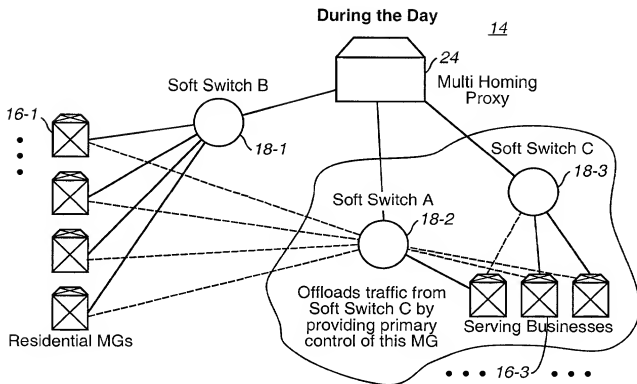 During the Day
14
24
Multi Homing
Proxy
Soft Switch B
16-1
18-1
Soft Switch C
18-3
Soft Switch A
18-2
Offloads traffic from
Soft Switch C by
providing primary
control of this MG
Serving Businesses
Residential MGs
16-3